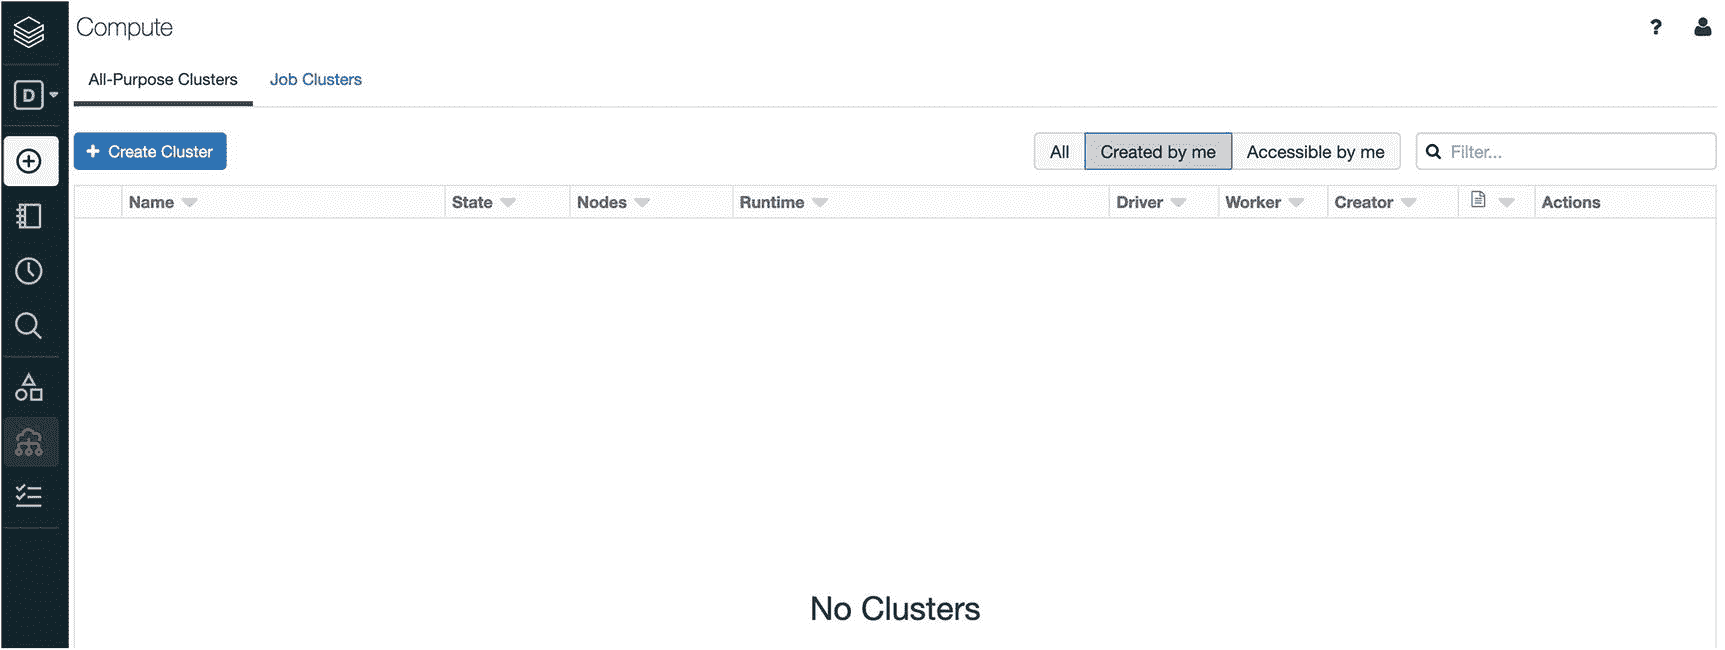 Compute
?
All-Purpose Clusters Job Clusters
D
+ Create Cluster All Created by me Accessible by me Filter...
Name State Nodes Runtime Driver Worker Creator Actions
No Clusters